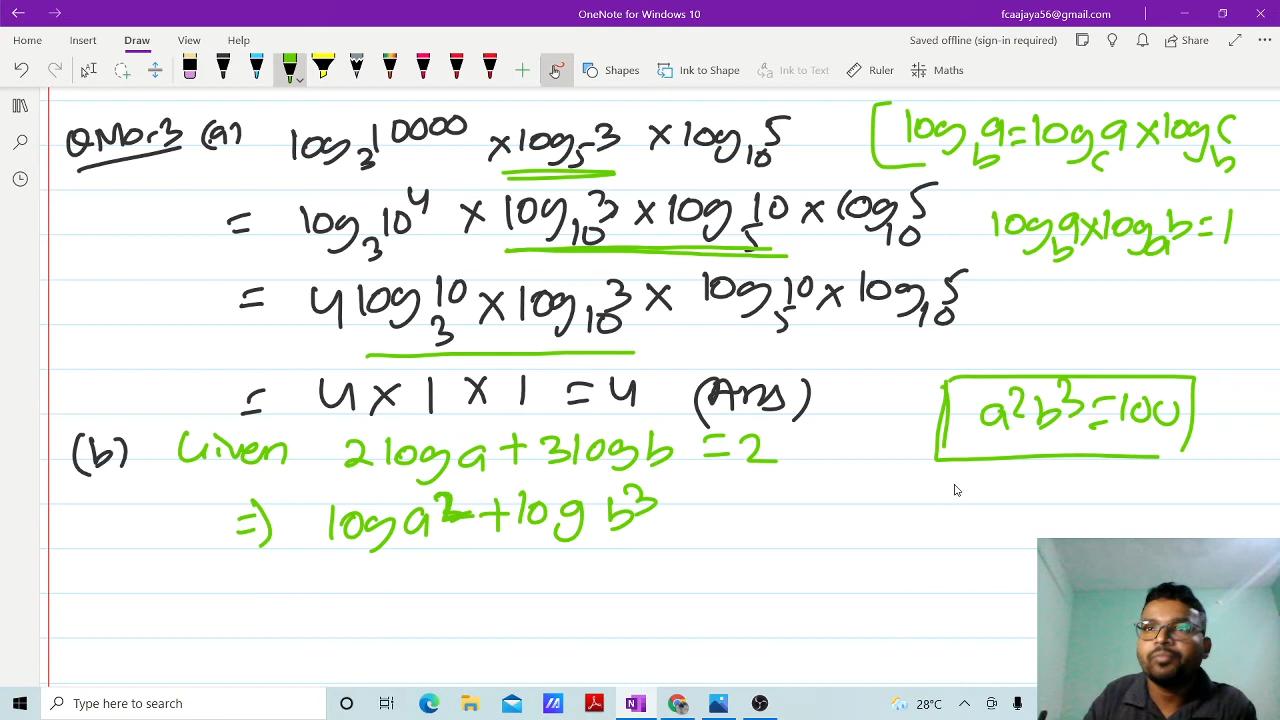 OneNote for Windows 10
fcaajaya56@gmail.com
Home Insert Draw View Help
Saved offline (sign-in required)
Share
Shapes Ink to Shape Ink to Text Ruler Maths
QNo:-3 (a) log₃10000 × log₅3 × log₁₀5
[log_b a = log_c a × log_b c
= log₃10⁴ × log₁₀3 × log₅10 × log₁₀5
log_b a × log_a b = 1
= 4 log₃10 × log₁₀3 × log₅10 × log₁₀5
= 4 × 1 × 1 = 4 (Ans)
a²b³ = 100
(b) Given 2 log a + 3 log b = 2
=) log a² + log b³
Type here to search
28°C